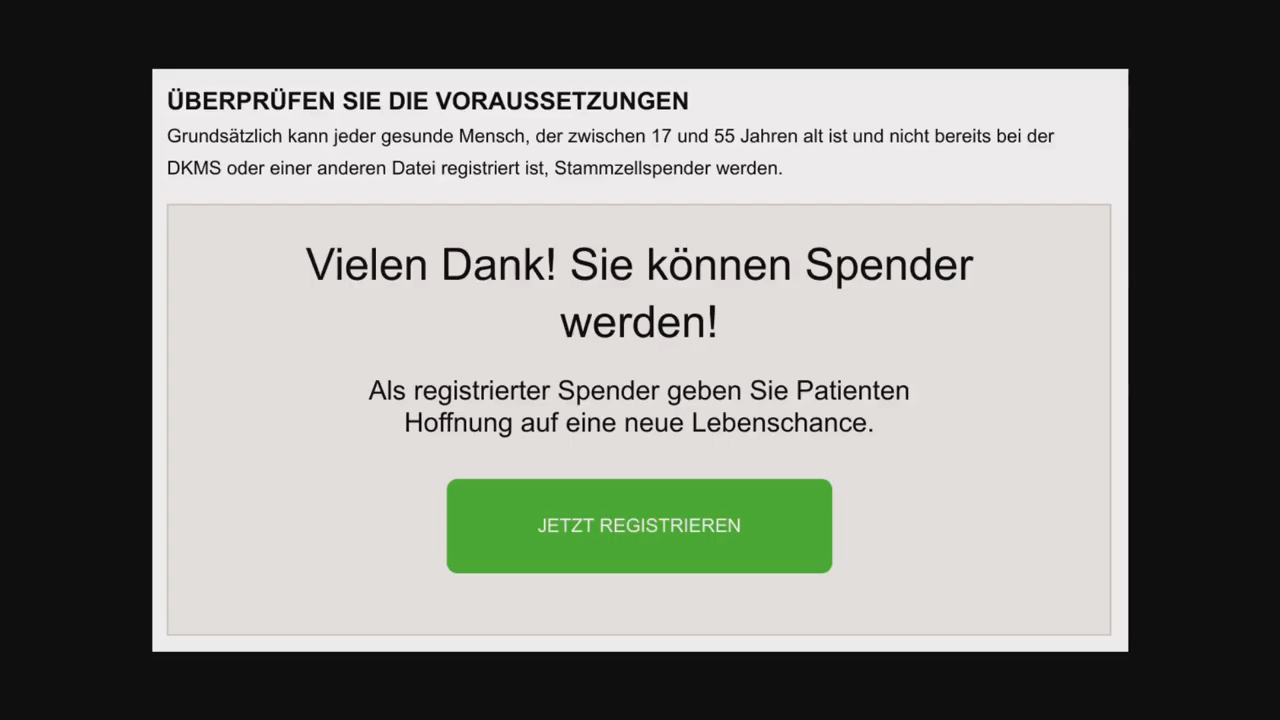 ÜBERPRÜFEN SIE DIE VORAUSSETZUNGEN
Grundsätzlich kann jeder gesunde Mensch, der zwischen 17 und 55 Jahren alt ist und nicht bereits bei der
DKMS oder einer anderen Datei registriert ist, Stammzellspender werden.
Vielen Dank! Sie können Spender
werden!
Als registrierter Spender geben Sie Patienten
Hoffnung auf eine neue Lebenschance.
JETZT REGISTRIEREN